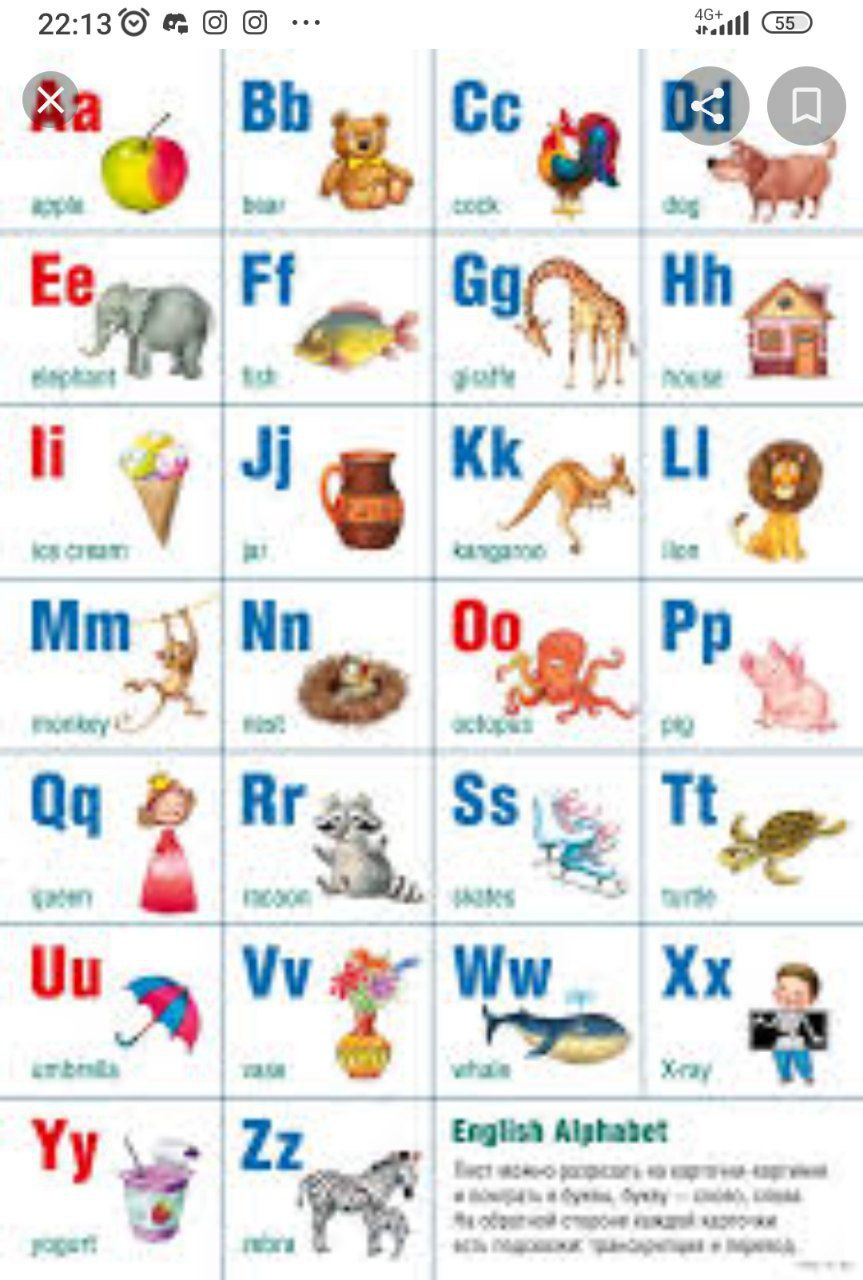 22:13
4G+
55
Aa
Bb
Cc
Dd
apple
bear
cock
dog
Ee
Ff
Gg
Hh
elephant
fish
giraffe
house
Ii
Jj
Kk
Ll
ice cream
jar
kangaroo
lion
Mm
Nn
Oo
Pp
monkey
nest
octopus
pig
Qq
Rr
Ss
Tt
queen
racoon
skates
turtle
Uu
Vv
Ww
Xx
umbrella
vase
whale
X-ray
Yy
Zz
yogurt
zebra
English Alphabet
Лист можно разрезать на карточки-картинки
и поиграть в буквы, букву — слово, слова.
На обратной стороне каждой карточки
есть подсказки: транскрипция и перевод.